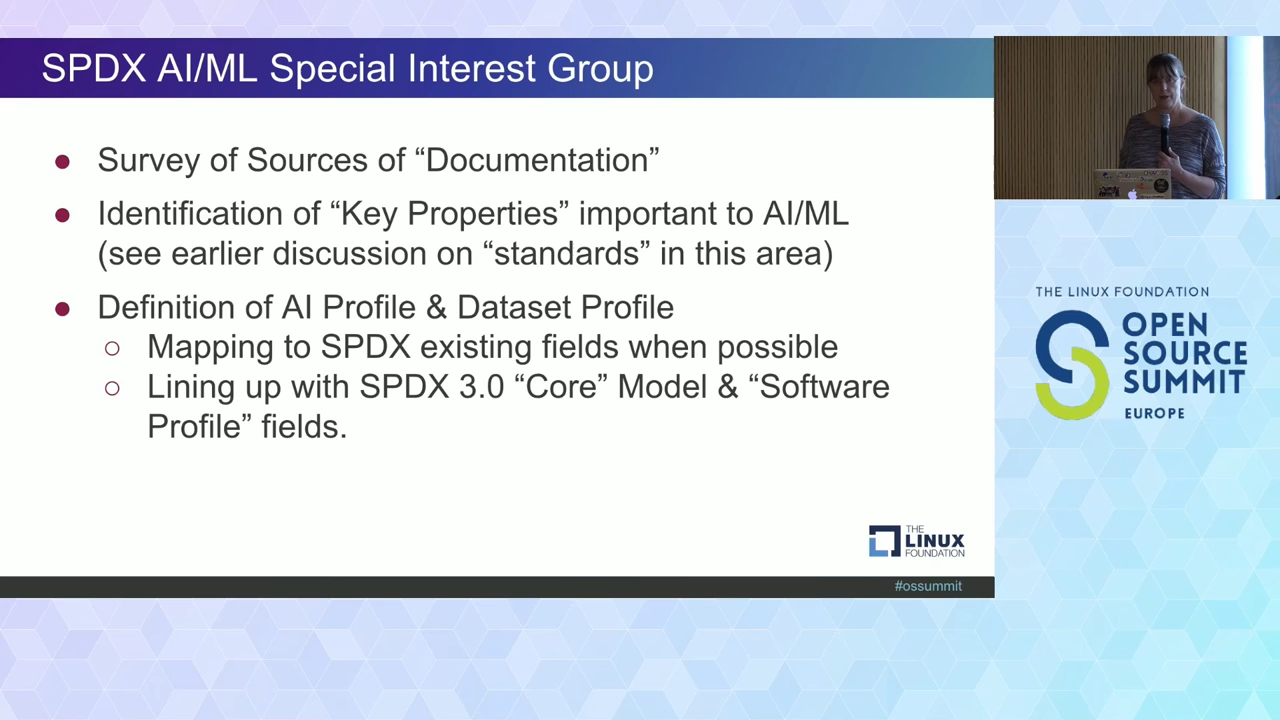 SPDX AI/ML Special Interest Group
● Survey of Sources of “Documentation”
● Identification of “Key Properties” important to AI/ML
(see earlier discussion on “standards” in this area)
● Definition of AI Profile & Dataset Profile
○ Mapping to SPDX existing fields when possible
○ Lining up with SPDX 3.0 “Core” Model & “Software
Profile” fields.
THE
LINUX
FOUNDATION
#ossummit
THE LINUX FOUNDATION
OPEN
SOURCE
SUMMIT
EUROPE